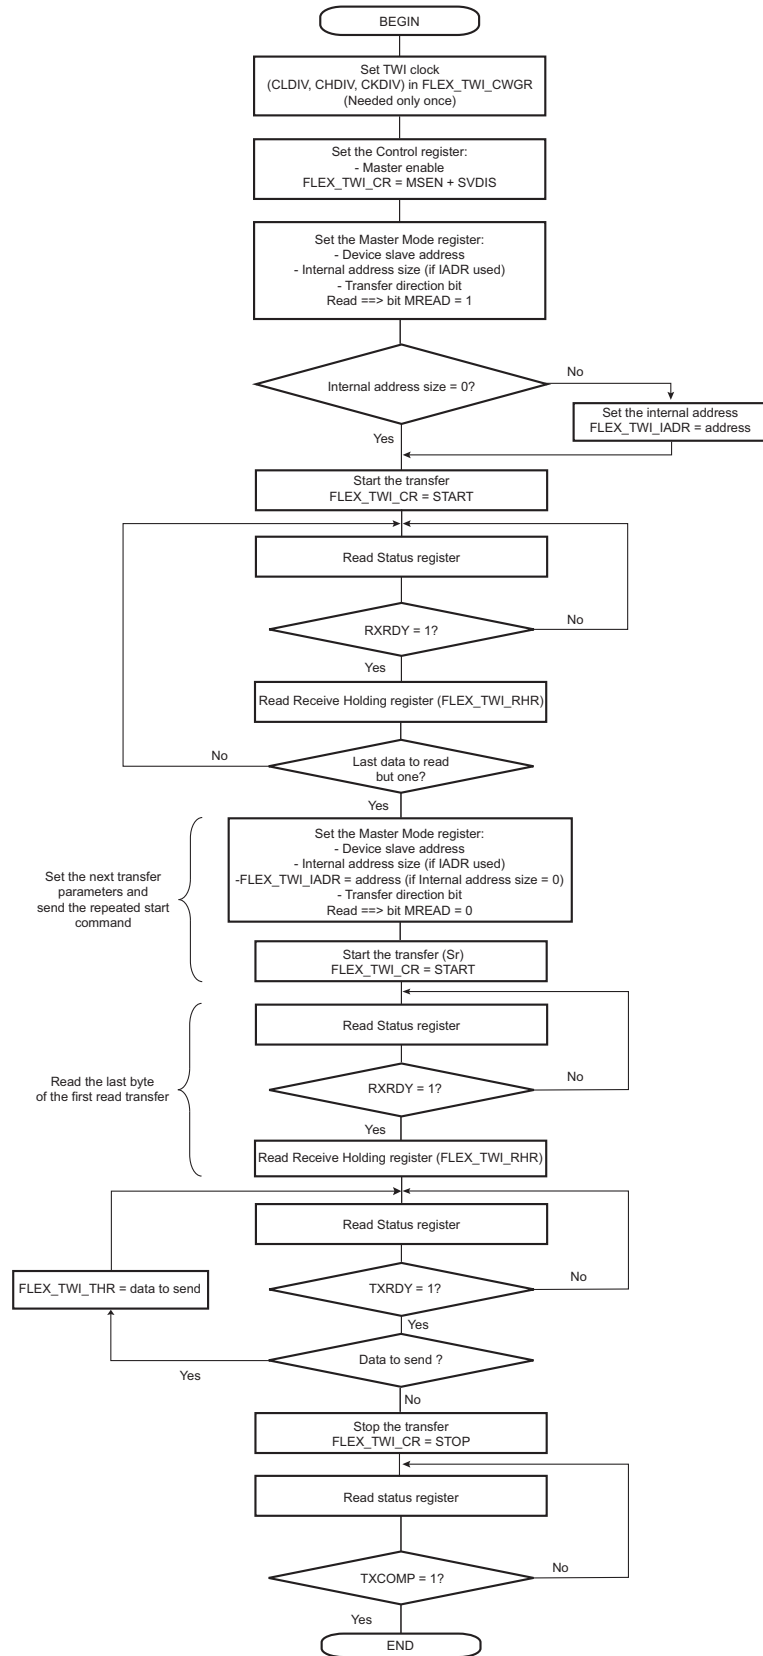 BEGIN
Set TWI clock
(CLDIV, CHDIV, CKDIV) in FLEX_TWI_CWGR
(Needed only once)
Set the Control register:
- Master enable
FLEX_TWI_CR = MSEN + SVDIS
Set the Master Mode register:
- Device slave address
- Internal address size (if IADR used)
- Transfer direction bit
Read ==> bit MREAD = 1
Internal address size = 0?
No
Set the internal address
FLEX_TWI_IADR = address
Yes
Start the transfer
FLEX_TWI_CR = START
Read Status register
RXRDY = 1?
No
Yes
Read Receive Holding register (FLEX_TWI_RHR)
No
Last data to read
but one?
Yes
Set the next transfer
parameters and
send the repeated start
command
Set the Master Mode register:
- Device slave address
- Internal address size (if IADR used)
-FLEX_TWI_IADR = address (if Internal address size = 0)
- Transfer direction bit
Read ==> bit MREAD = 0
Start the transfer (Sr)
FLEX_TWI_CR = START
Read the last byte
of the first read transfer
Read Status register
RXRDY = 1?
No
Yes
Read Receive Holding register (FLEX_TWI_RHR)
Read Status register
FLEX_TWI_THR = data to send
TXRDY = 1?
No
Yes
Data to send ?
Yes
No
Stop the transfer
FLEX_TWI_CR = STOP
Read status register
TXCOMP = 1?
No
Yes
END